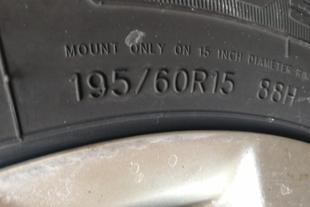 MOUNT ONLY ON 15 INCH DIAMETER
195/60R15 88H